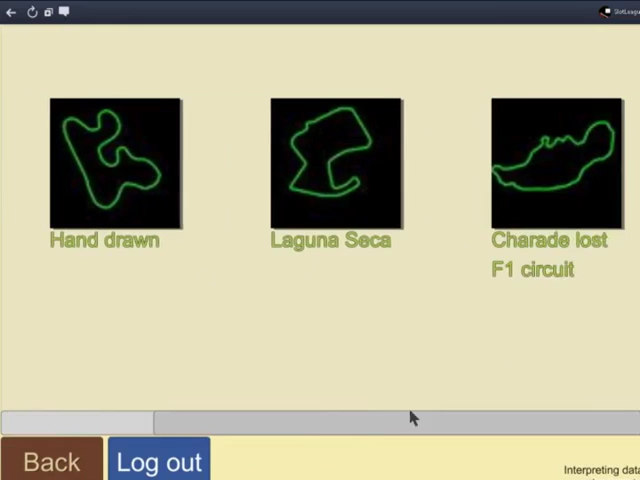 Hand drawn
Laguna Seca
Charade lost
F1 circuit
Back
Log out
Interpreting data